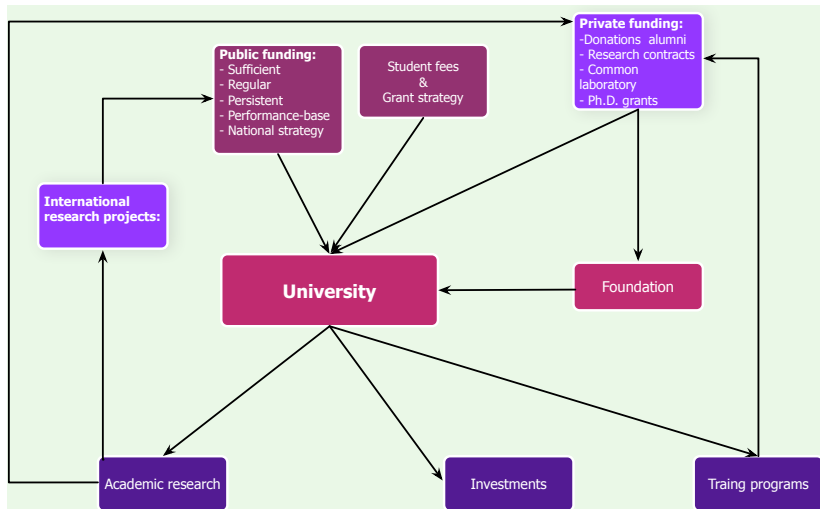 Public funding:
- Sufficient
- Regular
- Persistent
- Performance-base
- National strategy
Student fees
&
Grant strategy
Private funding:
-Donations alumni
- Research contracts
- Common
laboratory
- Ph.D. grants
International
research projects:
University
Foundation
Academic research
Investments
Traing programs